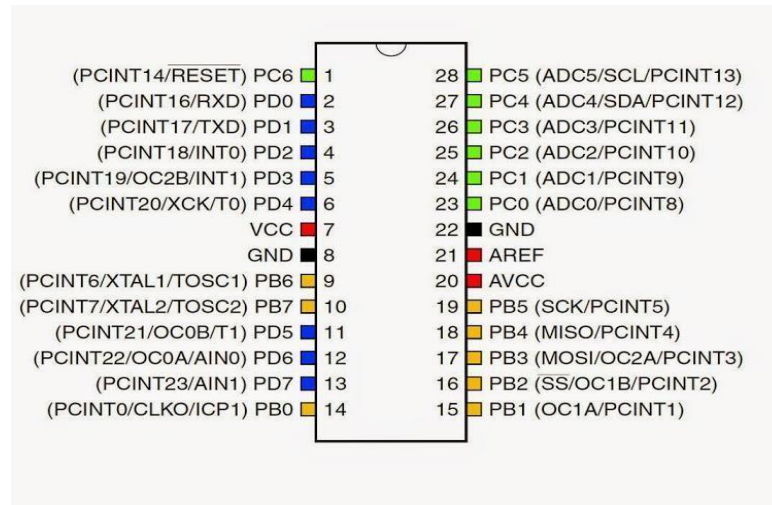 (PCINT14/RESET) PC6 1 28 PC5 (ADC5/SCL/PCINT13)
(PCINT16/RXD) PD0 2 27 PC4 (ADC4/SDA/PCINT12)
(PCINT17/TXD) PD1 3 26 PC3 (ADC3/PCINT11)
(PCINT18/INT0) PD2 4 25 PC2 (ADC2/PCINT10)
(PCINT19/OC2B/INT1) PD3 5 24 PC1 (ADC1/PCINT9)
(PCINT20/XCK/T0) PD4 6 23 PC0 (ADC0/PCINT8)
VCC 7 22 GND
GND 8 21 AREF
(PCINT6/XTAL1/TOSC1) PB6 9 20 AVCC
(PCINT7/XTAL2/TOSC2) PB7 10 19 PB5 (SCK/PCINT5)
(PCINT21/OC0B/T1) PD5 11 18 PB4 (MISO/PCINT4)
(PCINT22/OC0A/AIN0) PD6 12 17 PB3 (MOSI/OC2A/PCINT3)
(PCINT23/AIN1) PD7 13 16 PB2 (SS/OC1B/PCINT2)
(PCINT0/CLKO/ICP1) PB0 14 15 PB1 (OC1A/PCINT1)